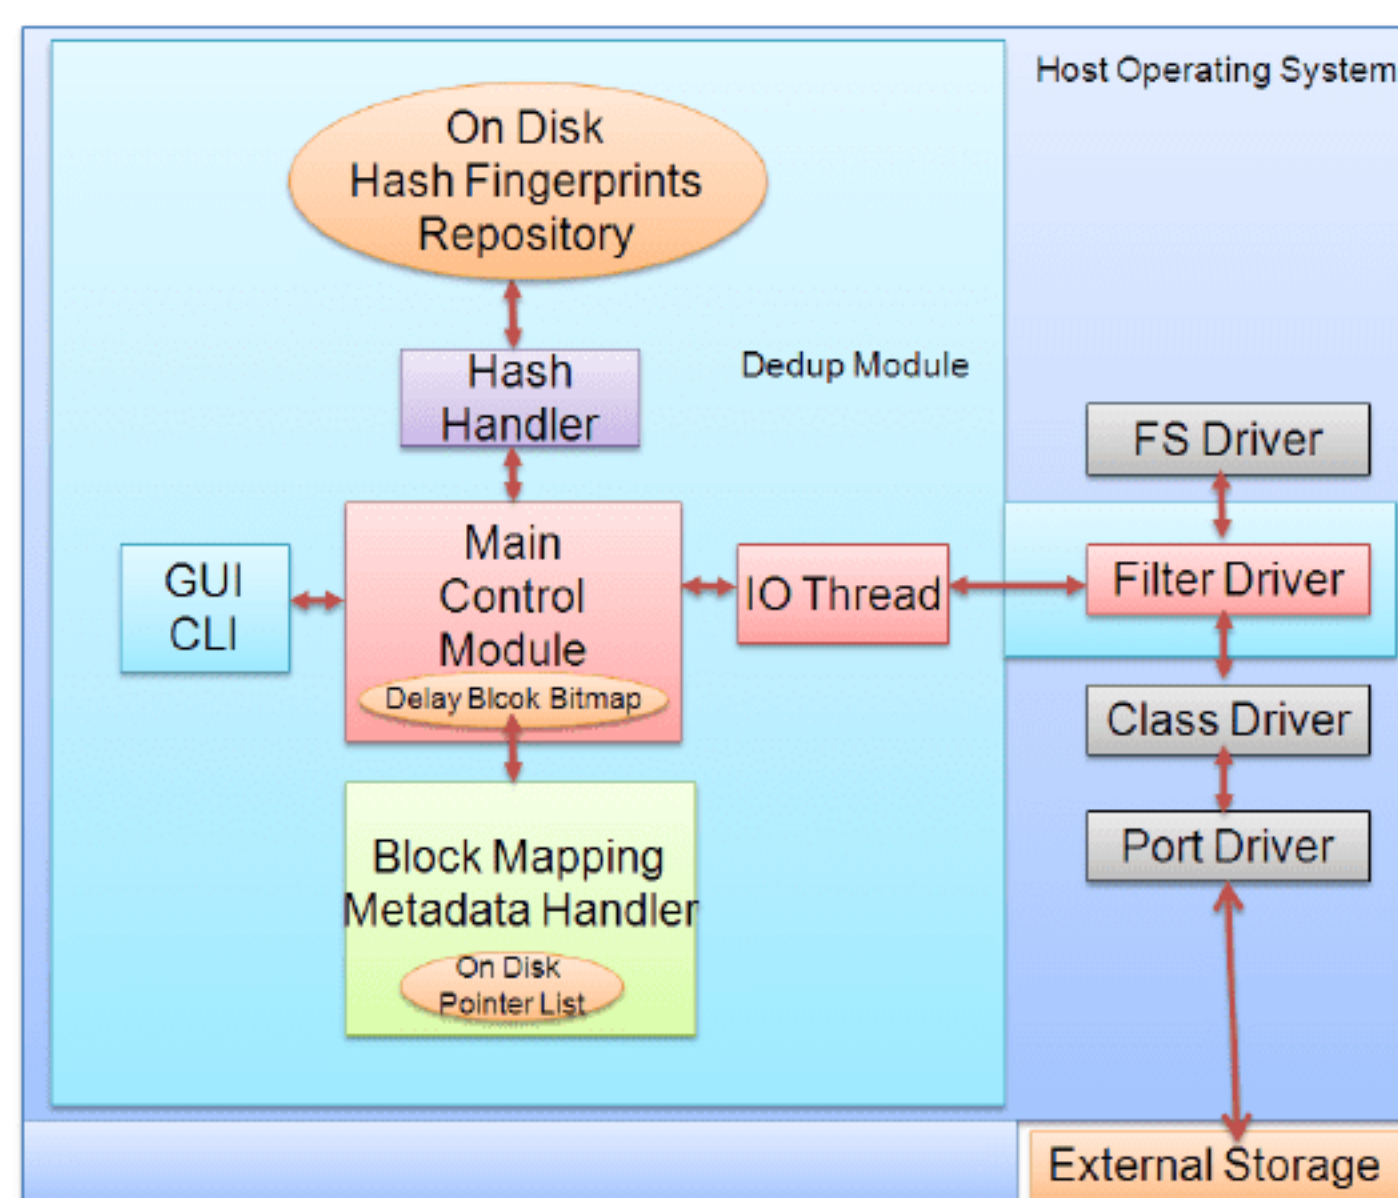 Host Operating System
On Disk
Hash Fingerprints
Repository
Hash
Handler
Dedup Module
FS Driver
Main
Control
Module
Delay Blcok Bitmap
GUI
CLI
IO Thread
Filter Driver
Class Driver
Port Driver
Block Mapping
Metadata Handler
On Disk
Pointer List
External Storage